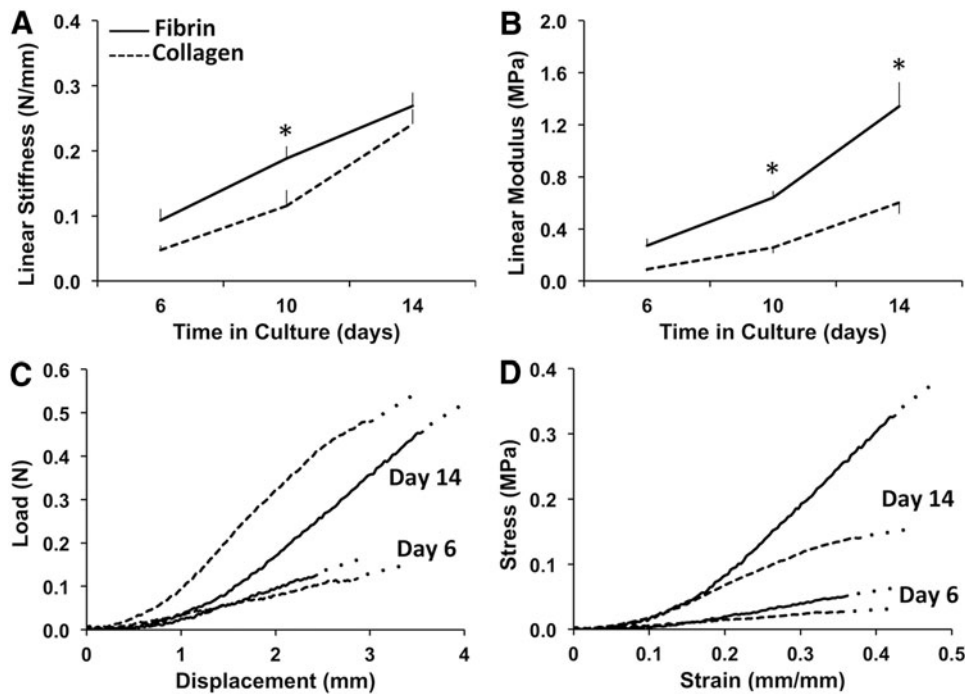 A
Linear Stiffness (N/mm)
0.4
0.3
0.2
0.1
0.0
Fibrin
Collagen
*
6 10 14
Time in Culture (days)
B
Linear Modulus (MPa)
2.0
1.6
1.2
0.8
0.4
0.0
*
*
6 10 14
Time in Culture (days)
C
Load (N)
0.6
0.5
0.4
0.3
0.2
0.1
0.0
Day 14
Day 6
0 1 2 3 4
Displacement (mm)
D
Stress (MPa)
0.4
0.3
0.2
0.1
0.0
Day 14
Day 6
0 0.1 0.2 0.3 0.4 0.5
Strain (mm/mm)